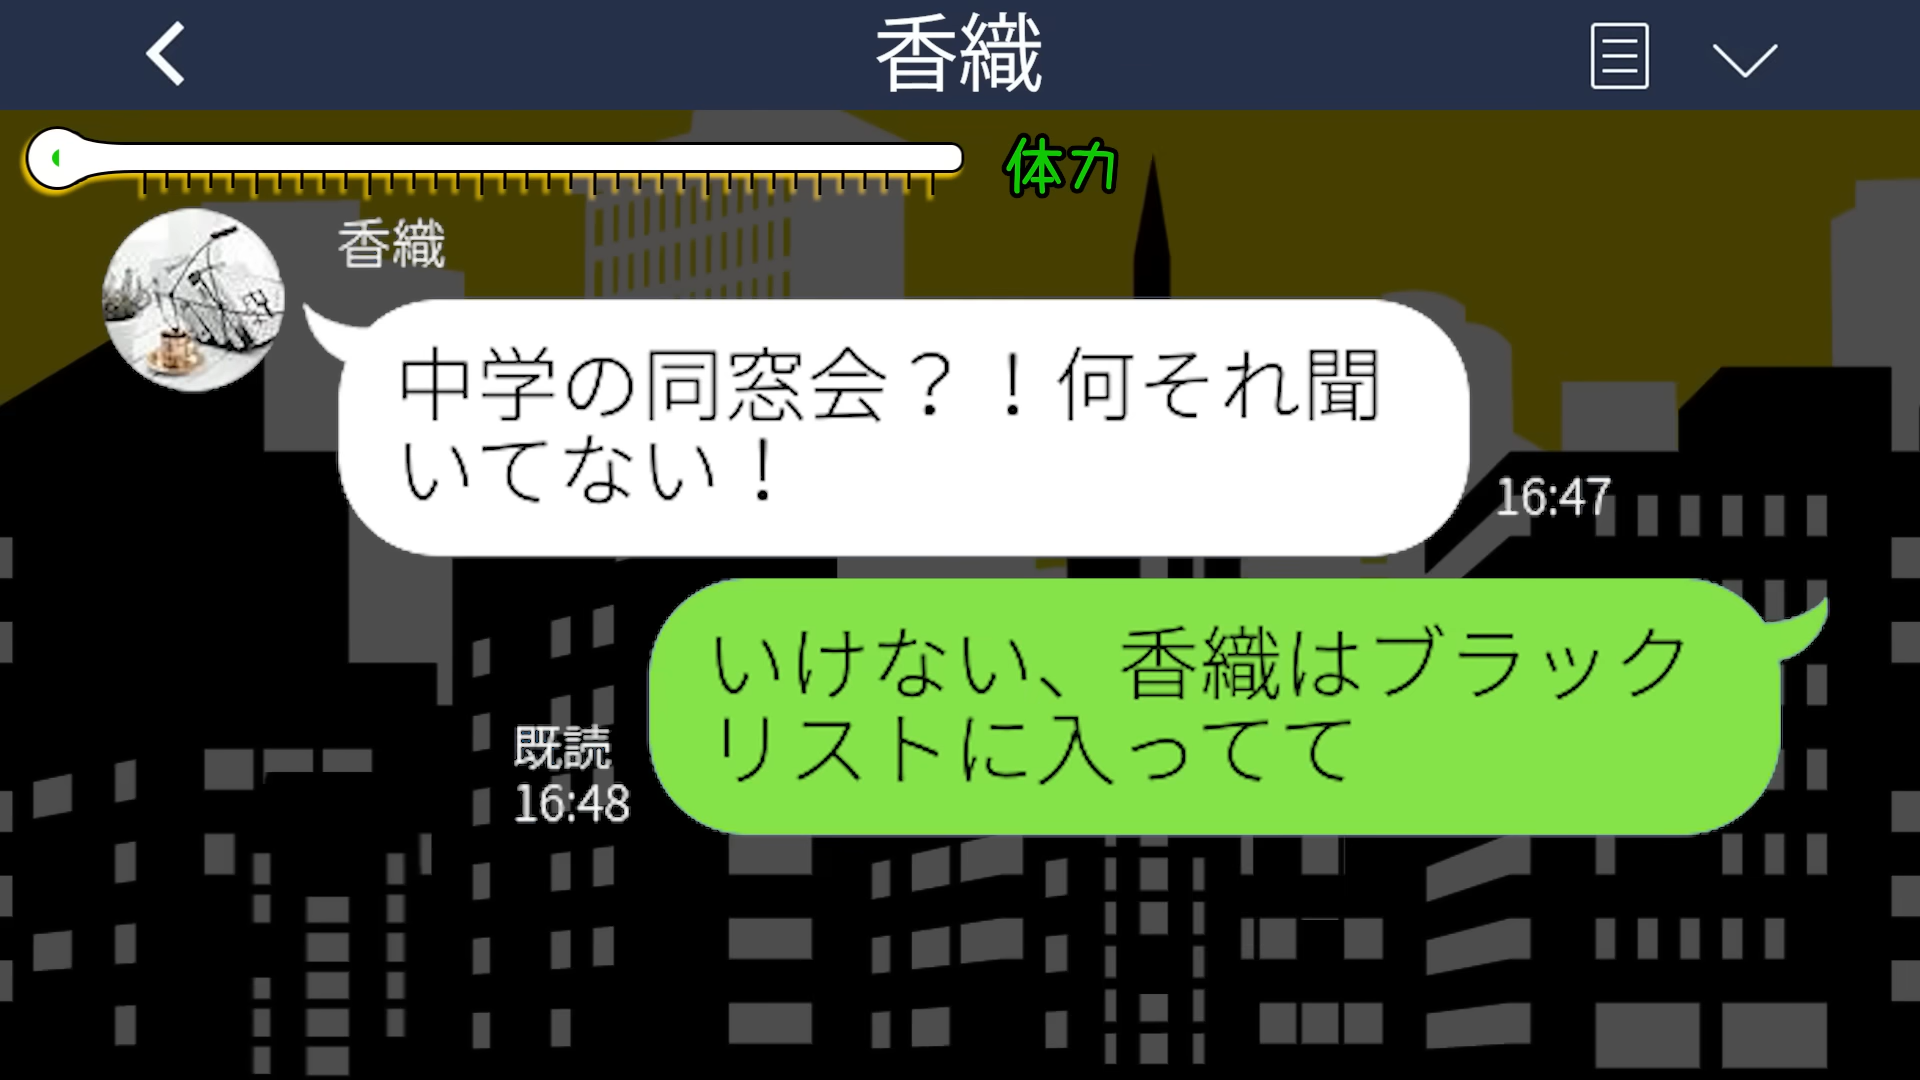 香織
体力
香織
中学の同窓会？！何それ聞
いてない！
16:47
いけない、香織はブラック
リストに入ってて
既読
16:48